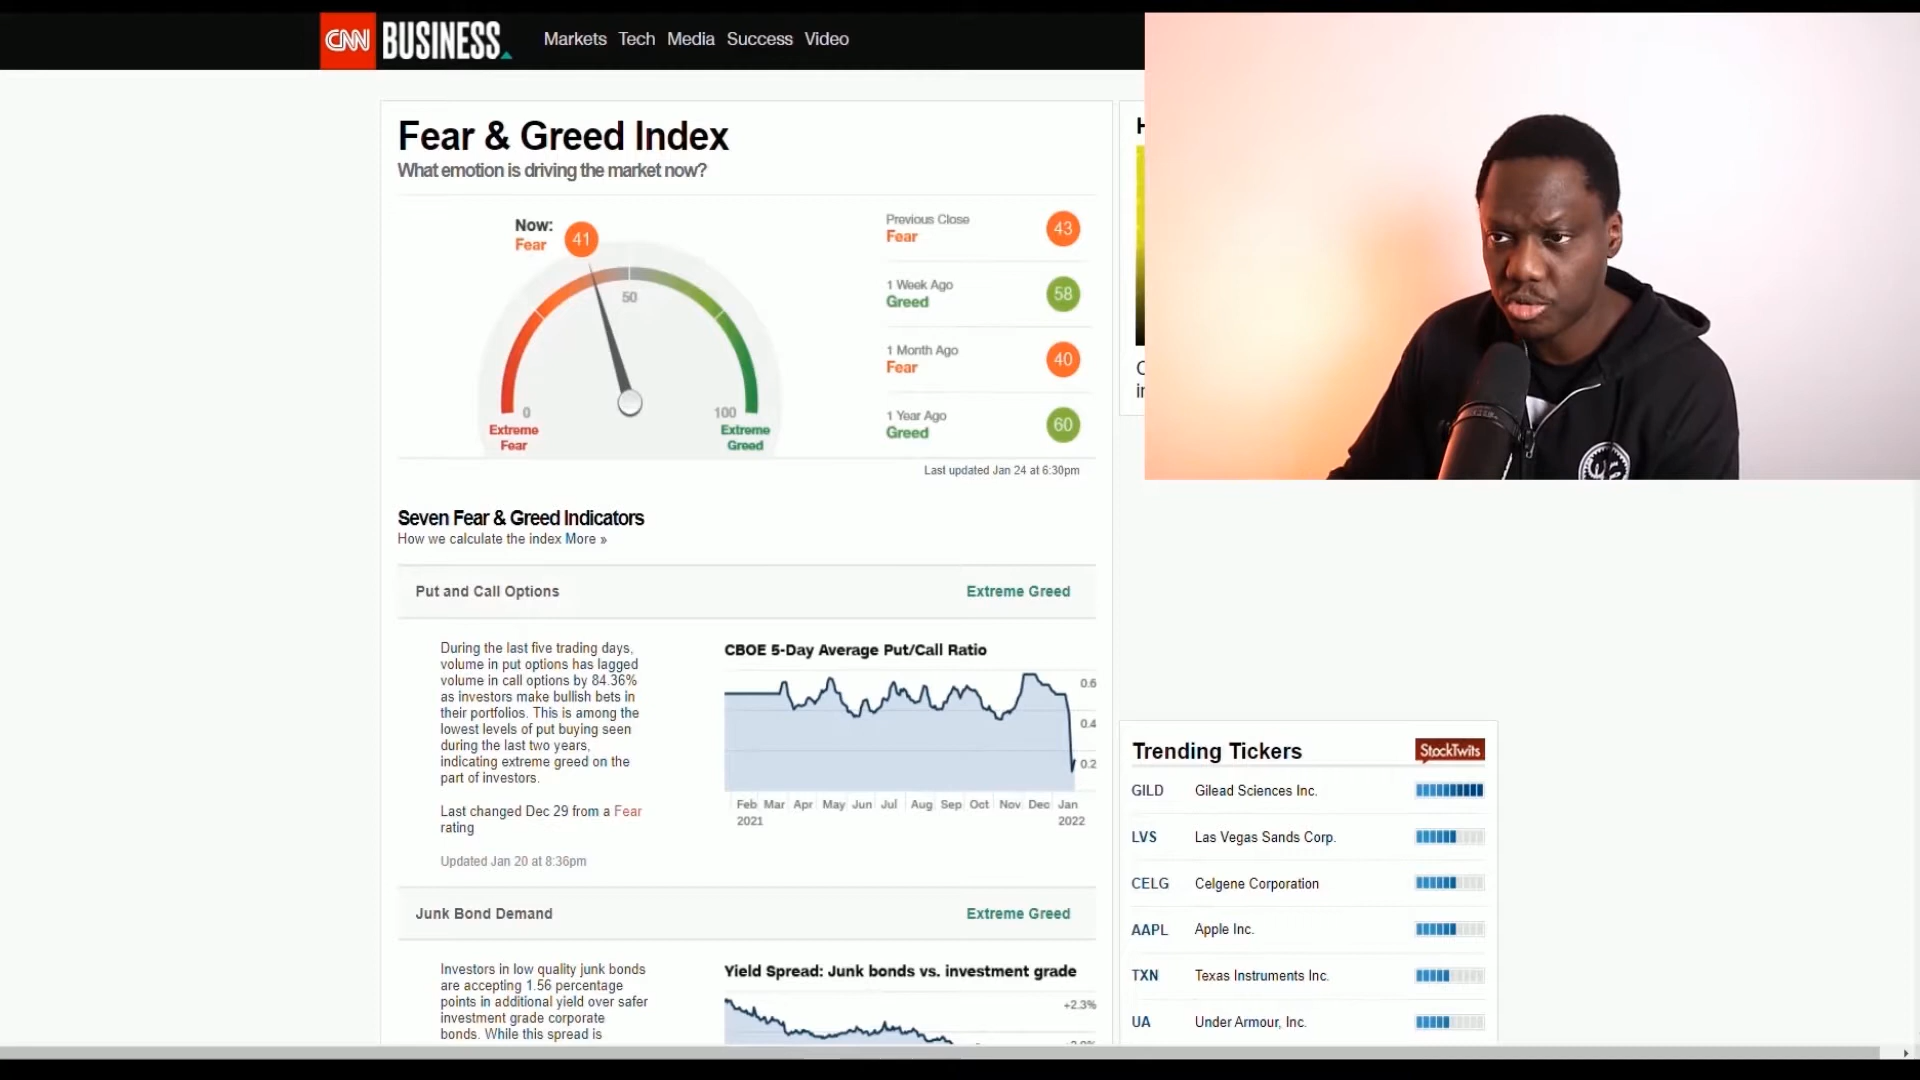 CNN BUSINESS
Markets Tech Media Success Video
Fear & Greed Index
What emotion is driving the market now?
Now:
Fear
41
50
0
100
Extreme
Fear
Extreme
Greed
Previous Close
Fear
43
1 Week Ago
Greed
58
1 Month Ago
Fear
40
1 Year Ago
Greed
60
Last updated Jan 24 at 6:30pm
Seven Fear & Greed Indicators
How we calculate the index More »
Put and Call Options
Extreme Greed
During the last five trading days,
volume in put options has lagged
volume in call options by 84.36%
as investors make bullish bets in
their portfolios. This is among the
lowest levels of put buying seen
during the last two years,
indicating extreme greed on the
part of investors.
Last changed Dec 29 from a Fear
rating
Updated Jan 20 at 8:36pm
CBOE 5-Day Average Put/Call Ratio
0.6
0.4
0.2
Feb Mar Apr May Jun Jul Aug Sep Oct Nov Dec Jan
2021 2022
Junk Bond Demand
Extreme Greed
Investors in low quality junk bonds
are accepting 1.56 percentage
points in additional yield over safer
investment grade corporate
bonds. While this spread is
Yield Spread: Junk bonds vs. investment grade
+2.3%
Trending Tickers
StockTwits
GILD Gilead Sciences Inc.
LVS Las Vegas Sands Corp.
CELG Celgene Corporation
AAPL Apple Inc.
TXN Texas Instruments Inc.
UA Under Armour, Inc.